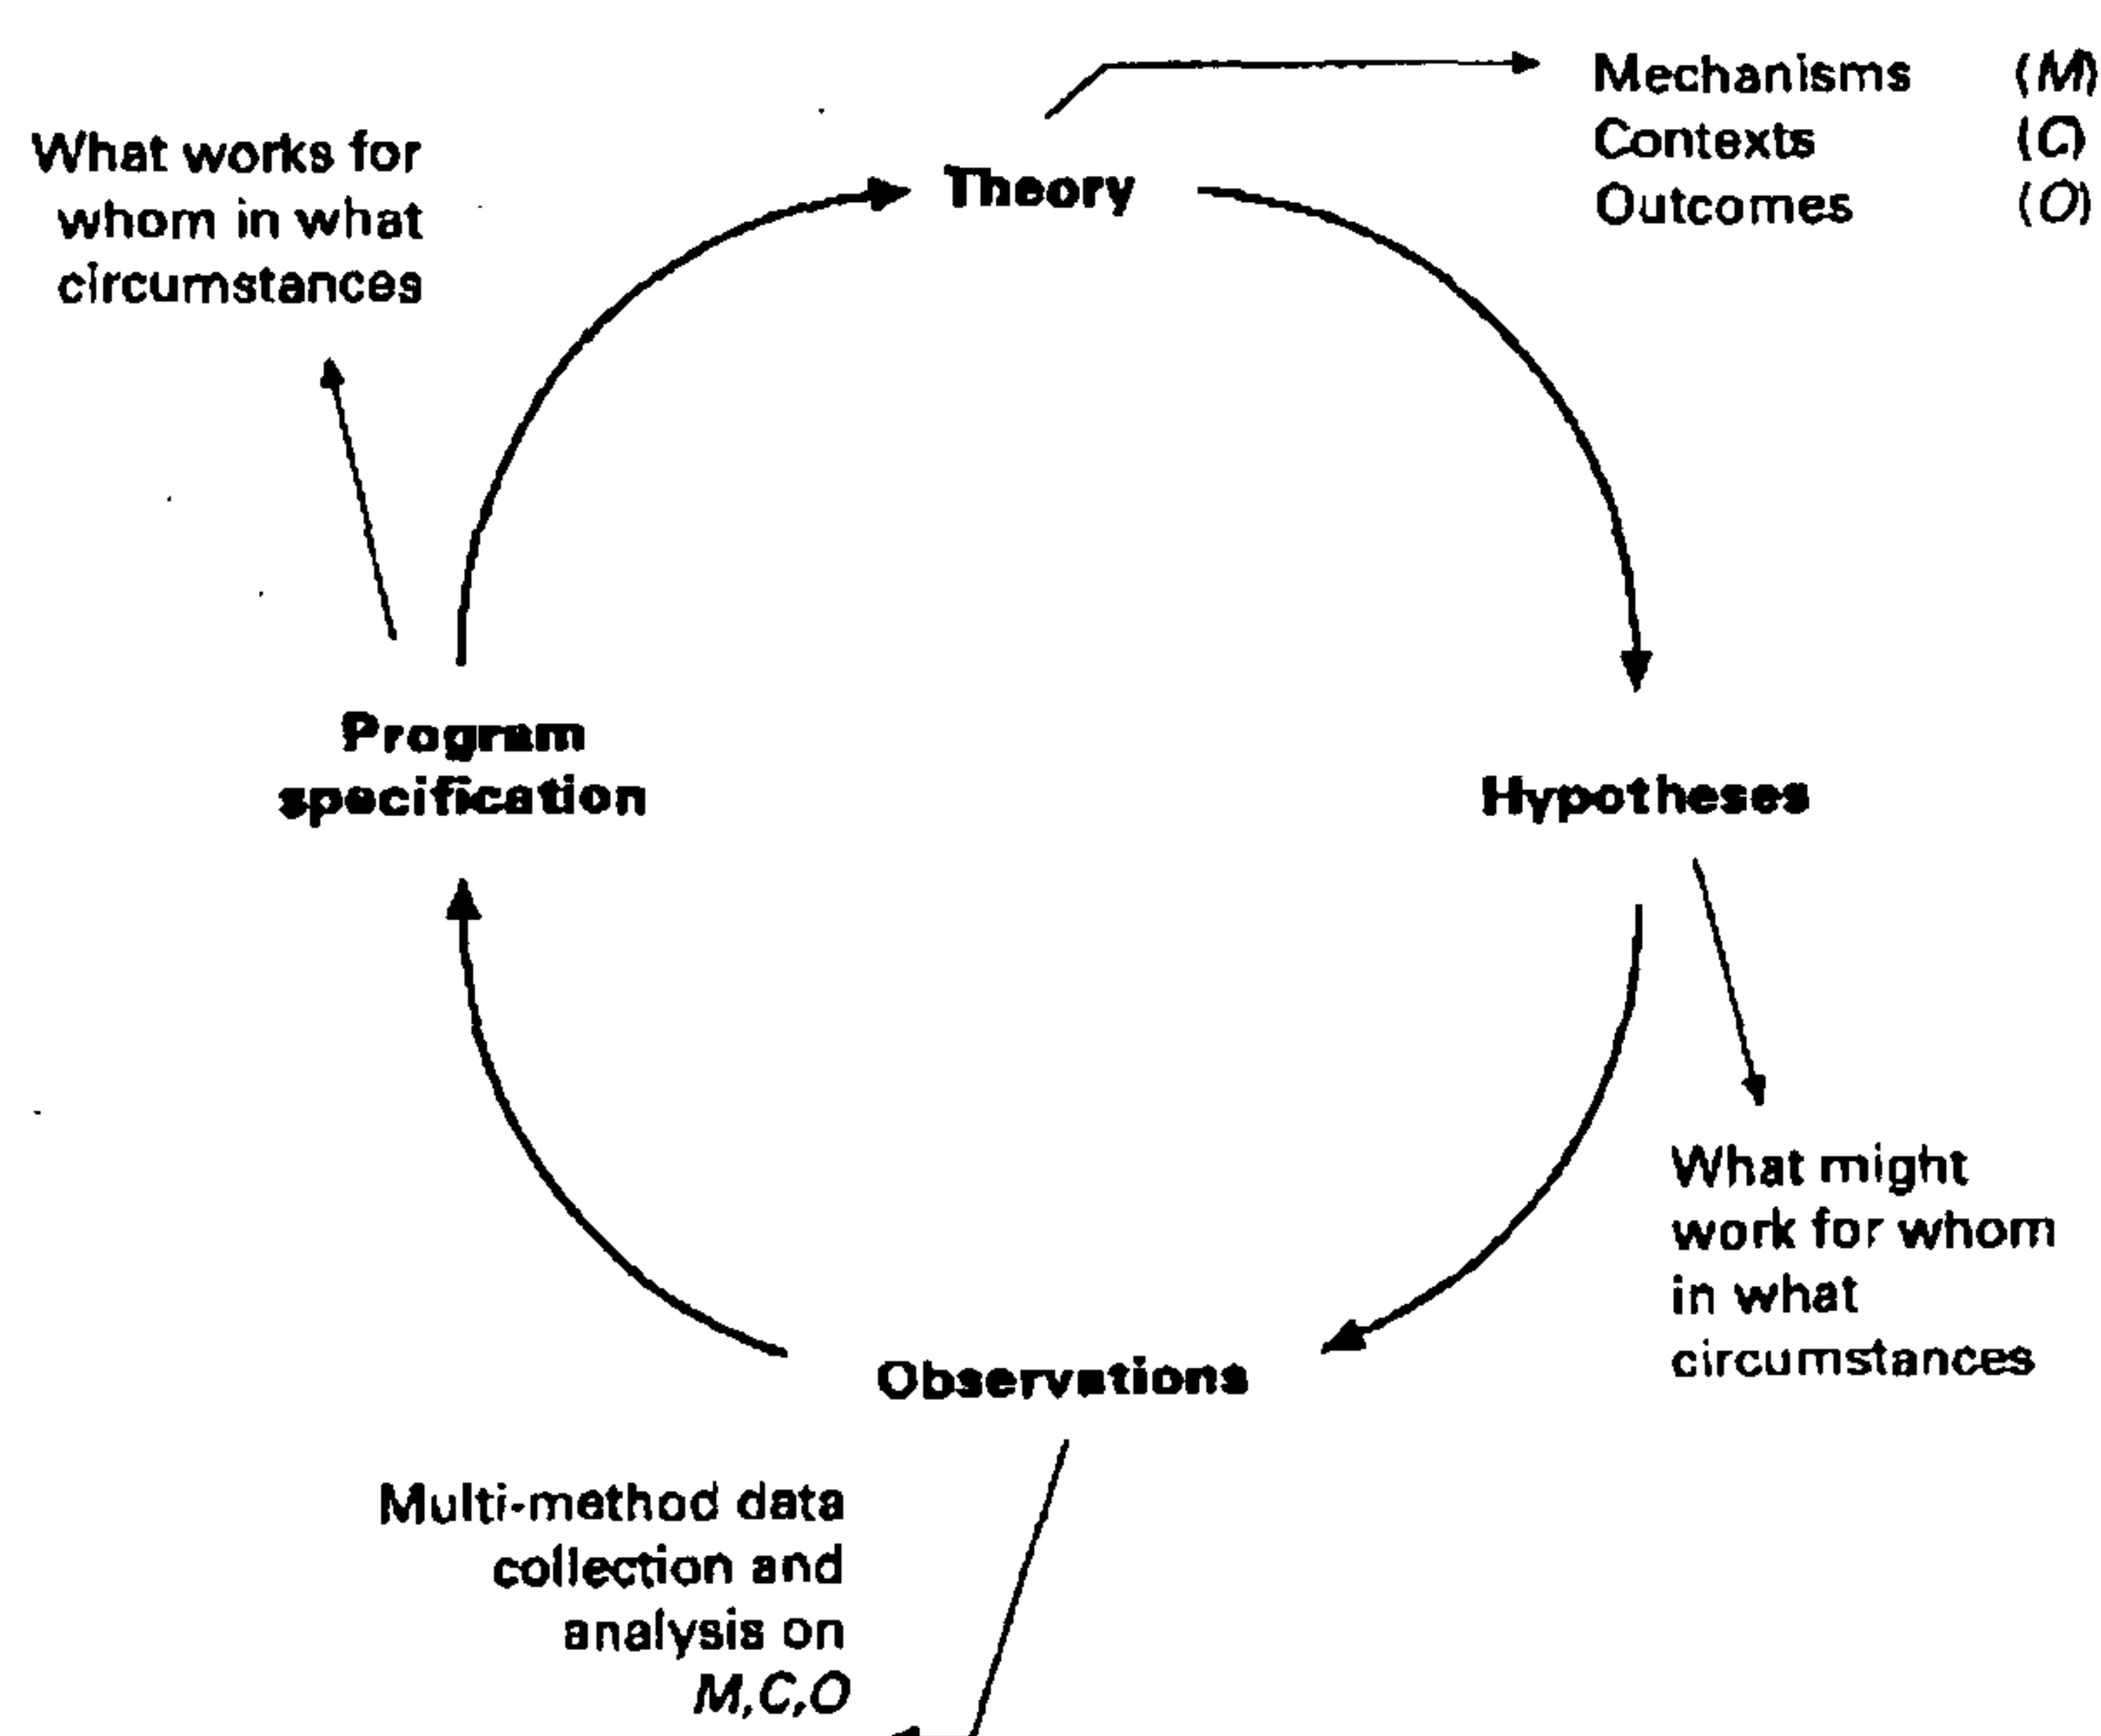 Mechanisms (M)
Contexts (C)
Outcomes (O)
What works for
whom in what
circumstances
Theory
Program
specification
Hypotheses
What might
work for whom
in what
circumstances
Observations
Multi-method data
collection and
analysis on
M,C,O